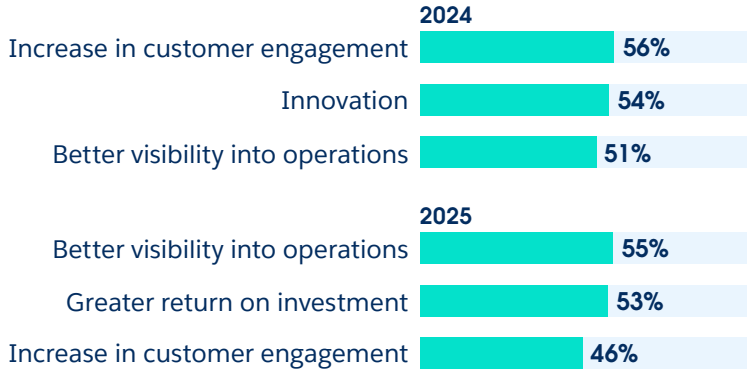 2024
Increase in customer engagement 56%
Innovation 54%
Better visibility into operations 51%
2025
Better visibility into operations 55%
Greater return on investment 53%
Increase in customer engagement 46%